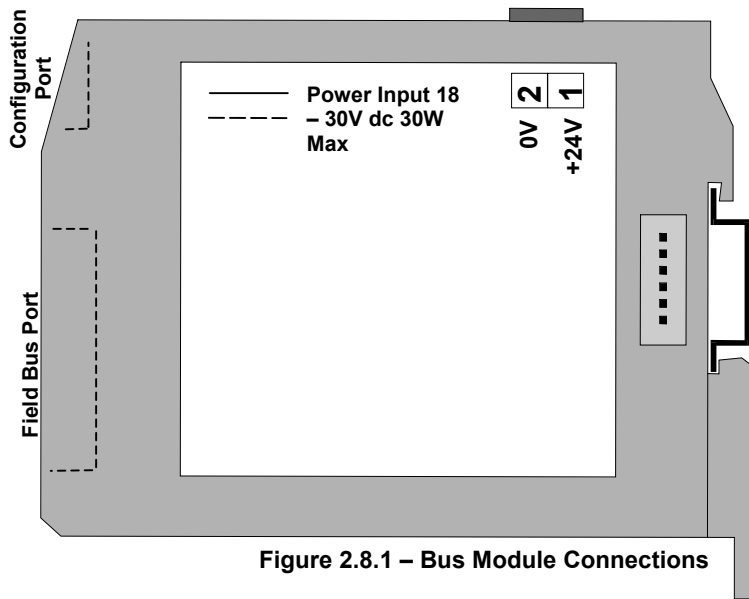 Configuration
Port
Power Input 18
– 30V dc 30W
Max
2 1
0V
+24V
Field Bus Port
Figure 2.8.1 – Bus Module Connections